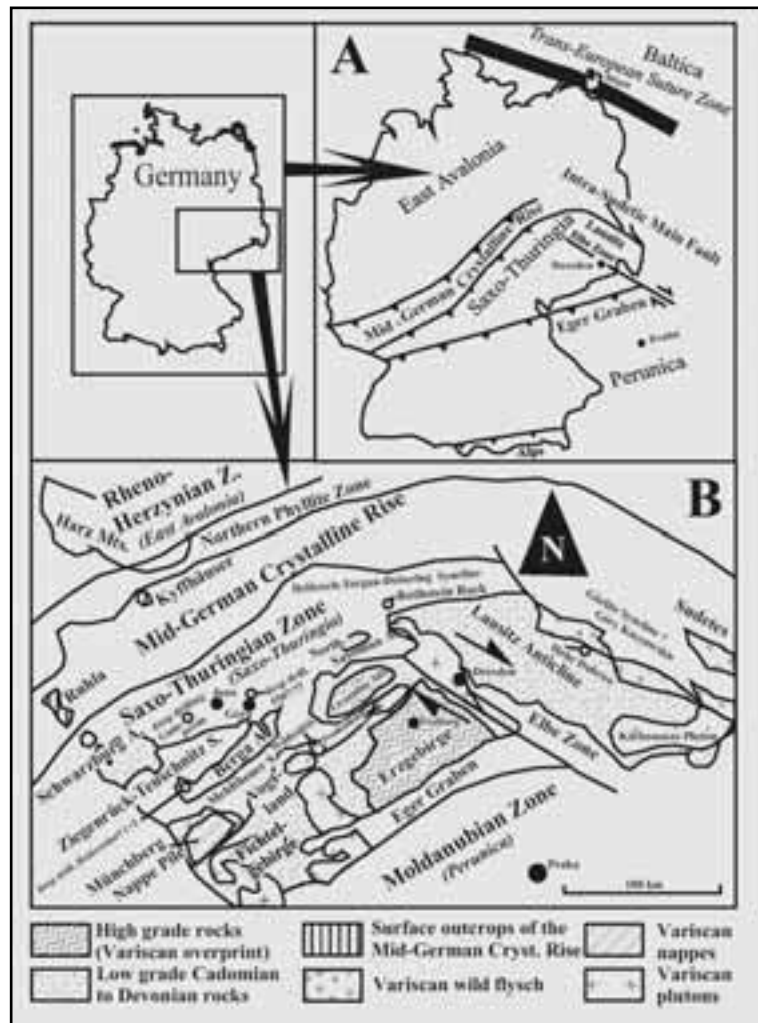 Germany
A
Baltica
Trans-European Suture Zone
East Avalonia
Intra-Sudetic Main Fault
Mid-German Crystalline Rise
Saxo-Thuringia
Lausitz
Elbe Zone
Dresden
Eger Graben
Praha
Perunica
Alps
B
N
Rheno-
Herzynian Z.
(East Avalonia)
Harz Mts.
Northern Phyllite Zone
Kyffhäuser
Mid-German Crystalline Rise
Ruhla
Saxo-Thuringian Zone
(Saxo-Thuringia)
Lausitz Anticline
Sudetes
Dresden
Elbe Zone
Schwarzburg A.
Ziegenrück-Teuschnitz S.
Berga A.
Vogt-
land
Erzgebirge
Eger Graben
Münchberg
Nappe Pile
Fichtel-
gebirge
Moldanubian Zone
(Perunica)
Praha
100 km
High grade rocks
(Variscan overprint)
Surface outcrops of the
Mid-German Cryst. Rise
Variscan
nappes
Low grade Cadomian
to Devonian rocks
Variscan wild flysch
Variscan
plutons